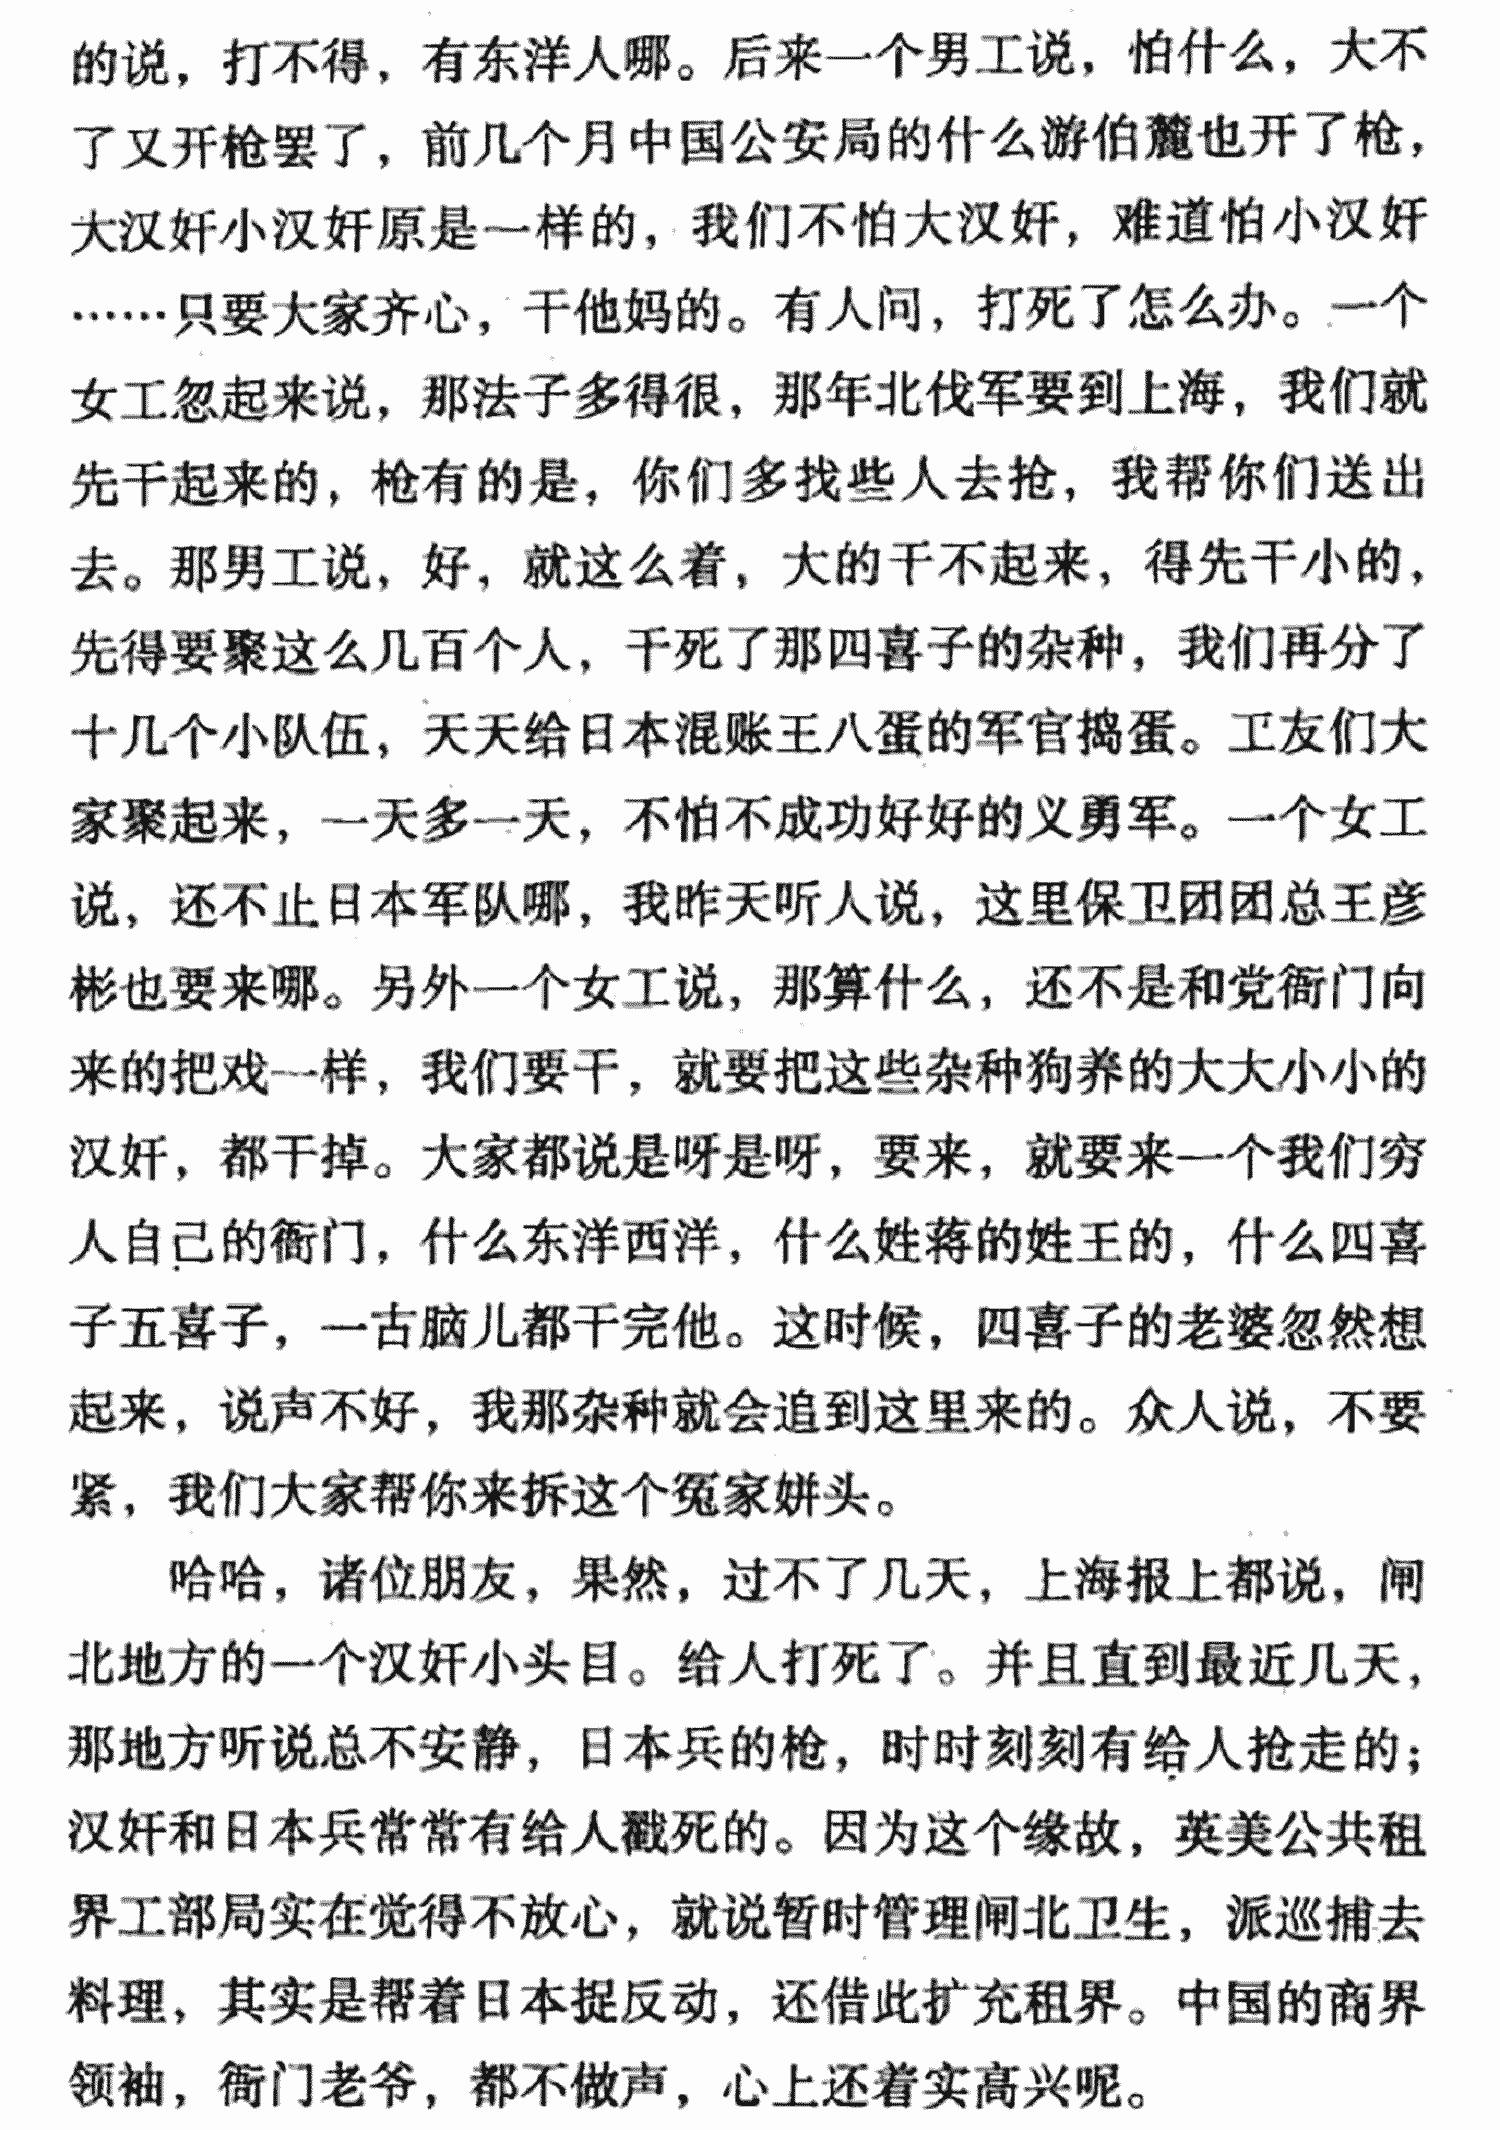 的说，打不得，有东洋人哪。后来一个男工说，怕什么，大不
了又开枪罢了，前几个月中国公安局的什么游伯麓也开了枪，
大汉奸小汉奸原是一样的，我们不怕大汉奸，难道怕小汉奸
……只要大家齐心，干他妈的。有人问，打死了怎么办。一个
女工忽起来说，那法子多得很，那年北伐军要到上海，我们就
先干起来的，枪有的是，你们多找些人去抢，我帮你们送出
去。那男工说，好，就这么着，大的干不起来，得先干小的，
先得要聚这么几百个人，干死了那四喜子的杂种，我们再分了
十几个小队伍，天天给日本混账王八蛋的军官捣蛋。工友们大
家聚起来，一天多一天，不怕不成功好好的义勇军。一个女工
说，还不止日本军队哪，我昨天听人说，这里保卫团团总王彦
彬也要来哪。另外一个女工说，那算什么，还不是和党衙门向
来的把戏一样，我们要干，就要把这些杂种狗养的大大小小的
汉奸，都干掉。大家都说是呀是呀，要来，就要来一个我们穷
人自己的衙门，什么东洋西洋，什么姓蒋的姓王的，什么四喜
子五喜子，一古脑儿都干完他。这时候，四喜子的老婆忽然想
起来，说声不好，我那杂种就会追到这里来的。众人说，不要
紧，我们大家帮你来拆这个冤家姘头。
哈哈，诸位朋友，果然，过不了几天，上海报上都说，闸
北地方的一个汉奸小头目。给人打死了。并且直到最近几天，
那地方听说总不安静，日本兵的枪，时时刻刻有给人抢走的；
汉奸和日本兵常常有给人戳死的。因为这个缘故，英美公共租
界工部局实在觉得不放心，就说暂时管理闸北卫生，派巡捕去
料理，其实是帮着日本捉反动，还借此扩充租界。中国的商界
领袖，衙门老爷，都不做声，心上还着实高兴呢。